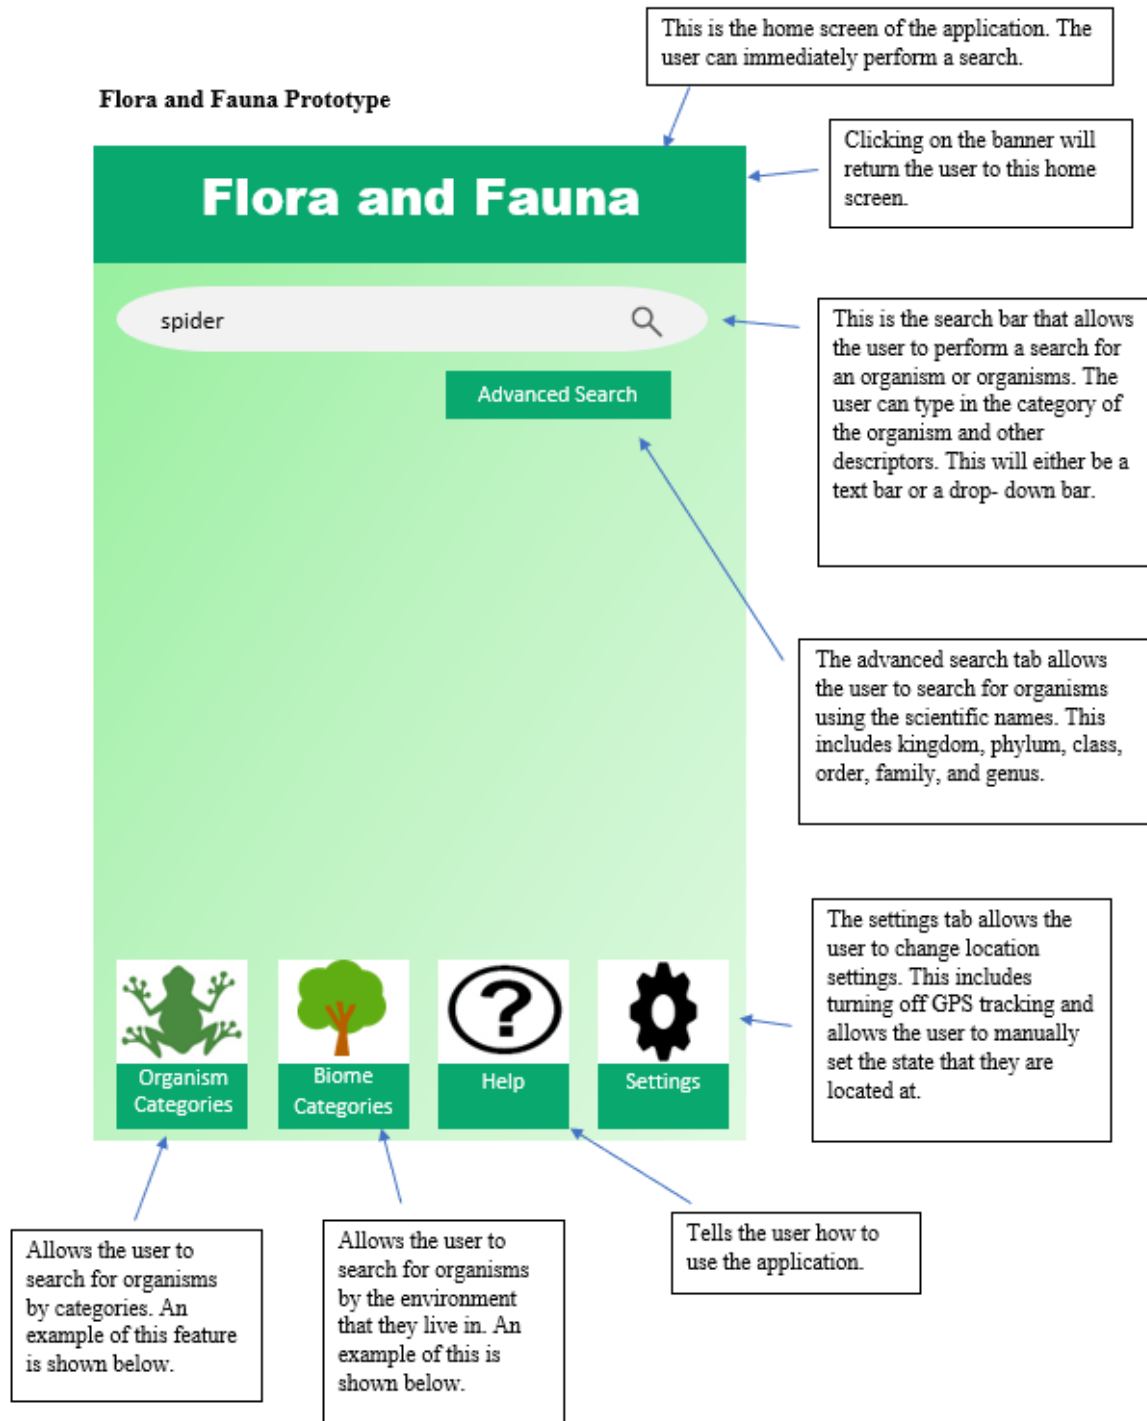 This is the home screen of the application. The
user can immediately perform a search.
Flora and Fauna Prototype
Clicking on the banner will
return the user to this home
screen.
Flora and Fauna
spider
This is the search bar that allows
the user to perform a search for
an organism or organisms. The
user can type in the category of
the organism and other
descriptors. This will either be a
text bar or a drop- down bar.
Advanced Search
The advanced search tab allows
the user to search for organisms
using the scientific names. This
includes kingdom, phylum, class,
order, family, and genus.
The settings tab allows the
user to change location
settings. This includes
turning off GPS tracking and
allows the user to manually
set the state that they are
located at.
?
Organism
Categories
Biome
Categories
Help
Settings
Allows the user to
search for organisms
by categories. An
example of this feature
is shown below.
Allows the user to
search for organisms
by the environment
that they live in. An
example of this is
shown below.
Tells the user how to
use the application.